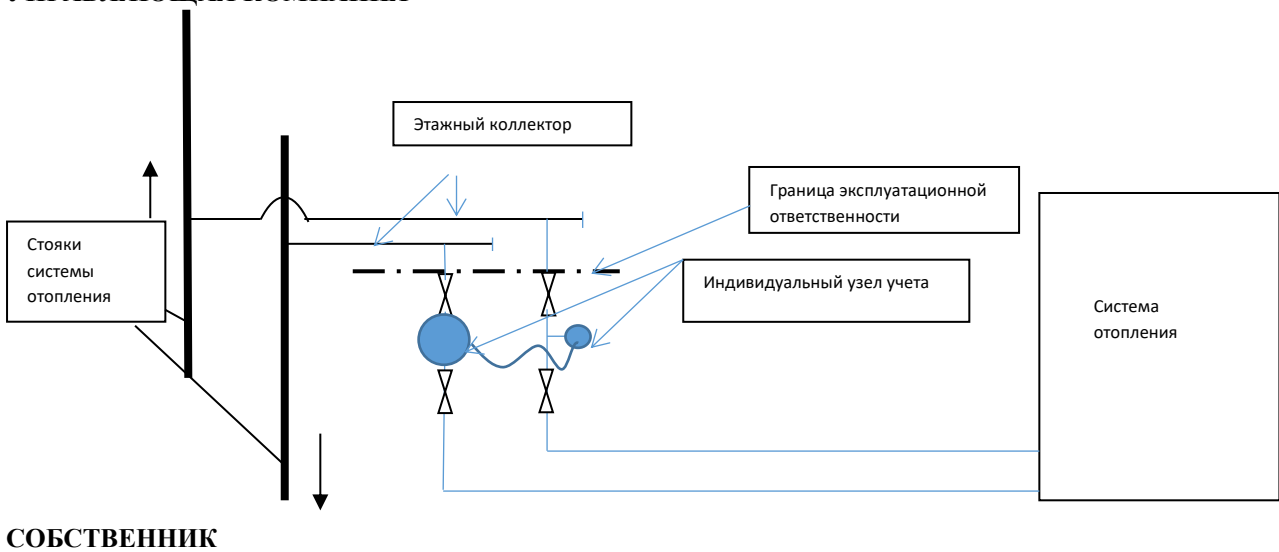 Этажный коллектор
Граница эксплуатационной
ответственности
Стояки
системы
отопления
Индивидуальный узел учета
Система
отопления
СОБСТВЕННИК